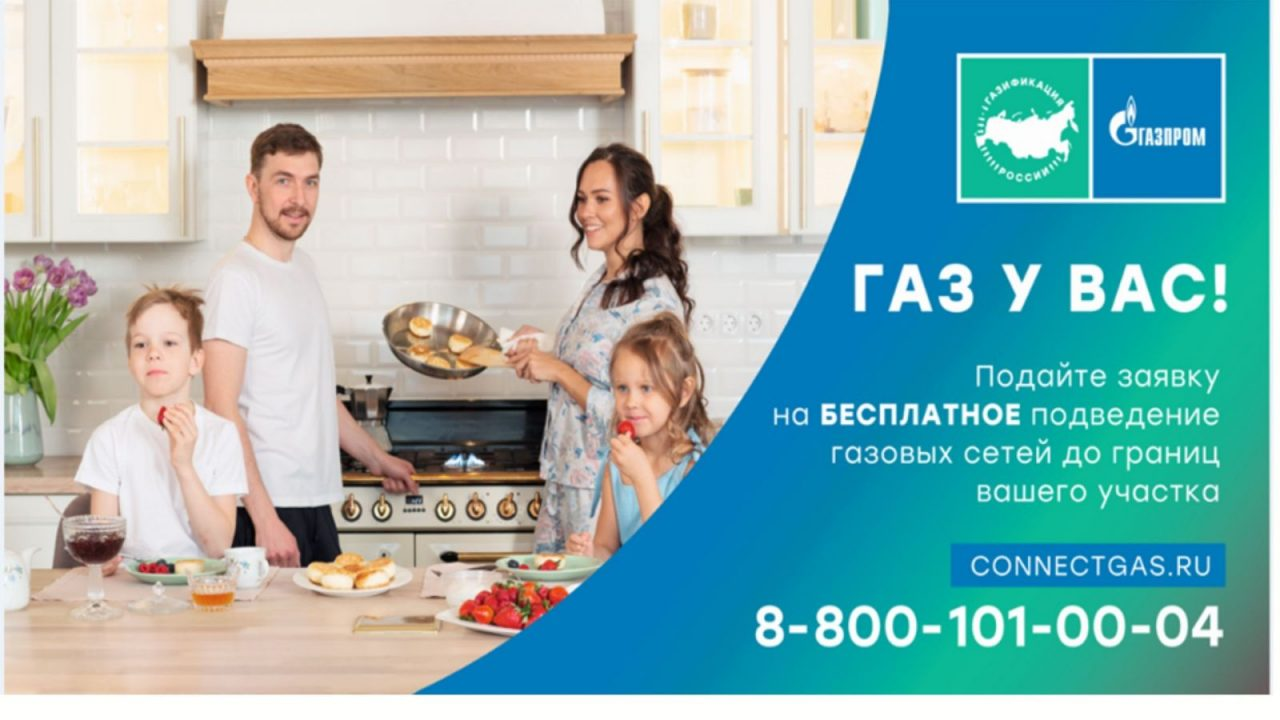 ГАЗИФИКАЦИЯ
РОССИИ
ГАЗПРОМ
ГАЗ У ВАС!
Подайте заявку
на БЕСПЛАТНОЕ подведение
газовых сетей до границ
вашего участка
CONNECTGAS.RU
8-800-101-00-04